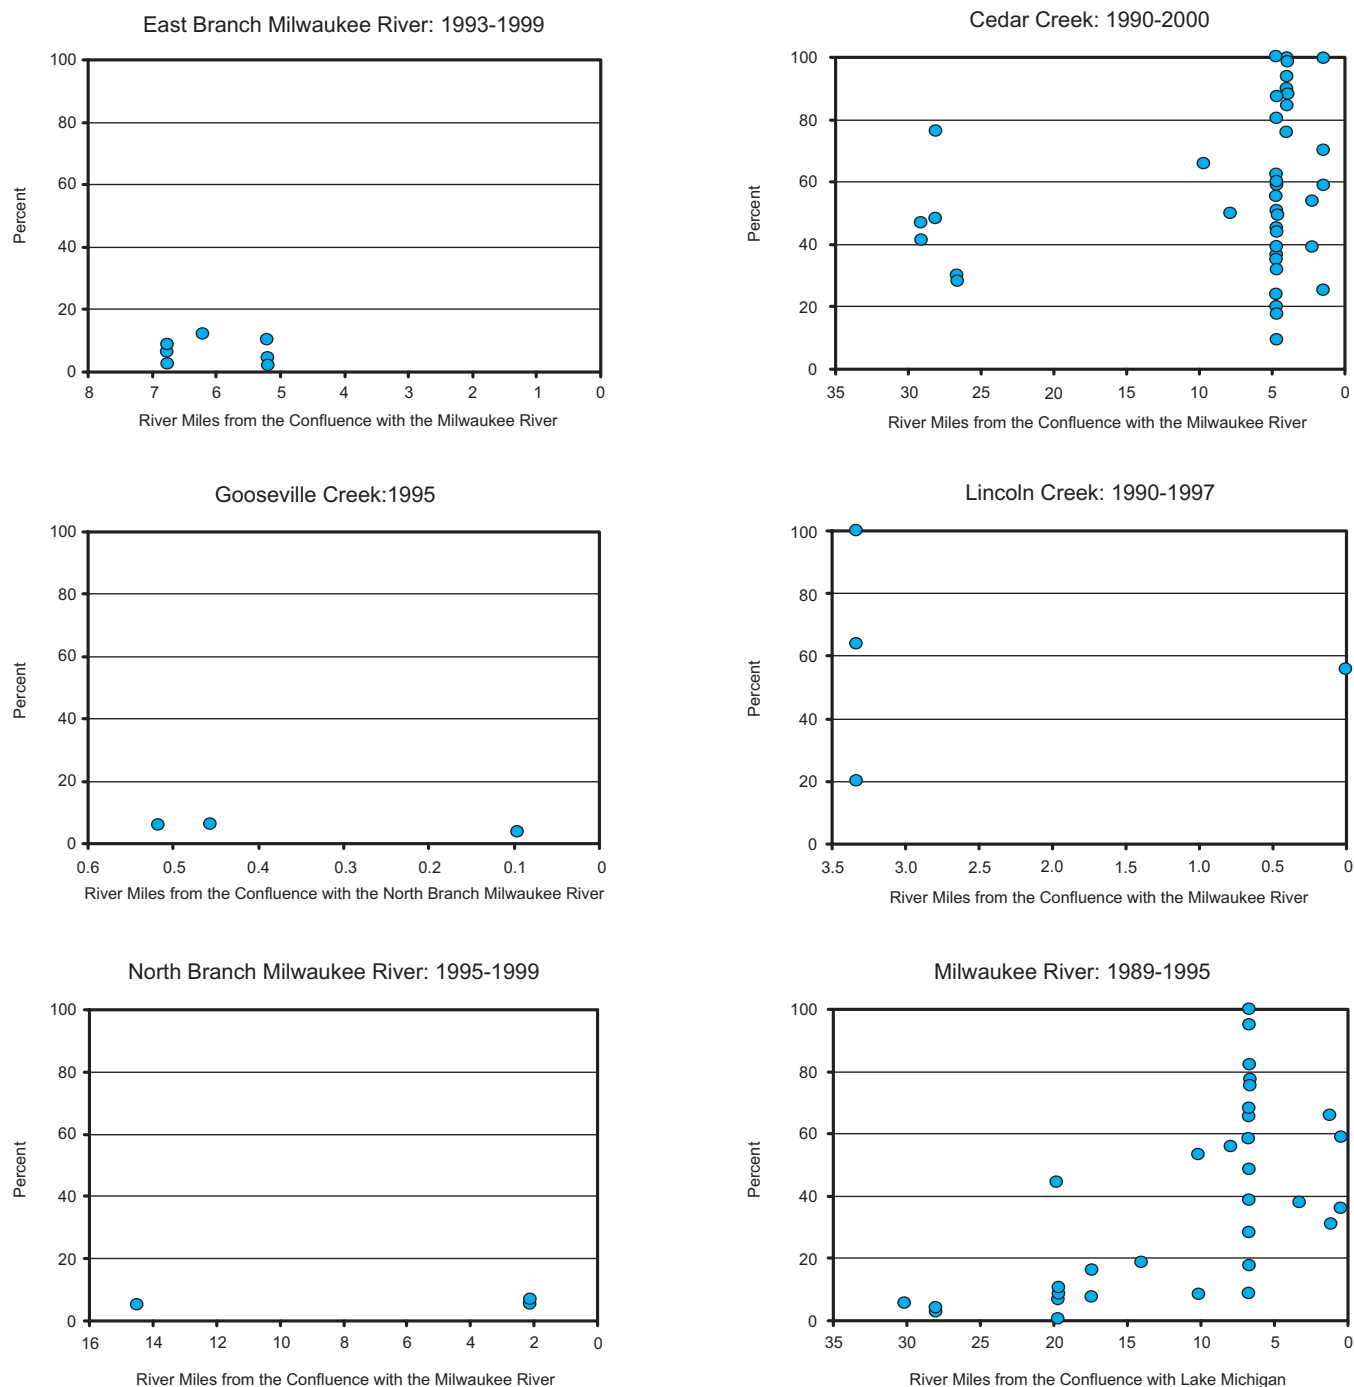 East Branch Milwaukee River: 1993-1999
100
80
60
40
20
0
Percent
8 7 6 5 4 3 2 1 0
River Miles from the Confluence with the Milwaukee River
Cedar Creek: 1990-2000
100
80
60
40
20
0
Percent
35 30 25 20 15 10 5 0
River Miles from the Confluence with the Milwaukee River
Gooseville Creek:1995
100
80
60
40
20
0
Percent
0.6 0.5 0.4 0.3 0.2 0.1 0
River Miles from the Confluence with the North Branch Milwaukee River
Lincoln Creek: 1990-1997
100
80
60
40
20
0
Percent
3.5 3.0 2.5 2.0 1.5 1.0 0.5 0
River Miles from the Confluence with the Milwaukee River
North Branch Milwaukee River: 1995-1999
100
80
60
40
20
0
Percent
16 14 12 10 8 6 4 2 0
River Miles from the Confluence with the Milwaukee River
Milwaukee River: 1989-1995
100
80
60
40
20
0
Percent
35 30 25 20 15 10 5 0
River Miles from the Confluence with Lake Michigan